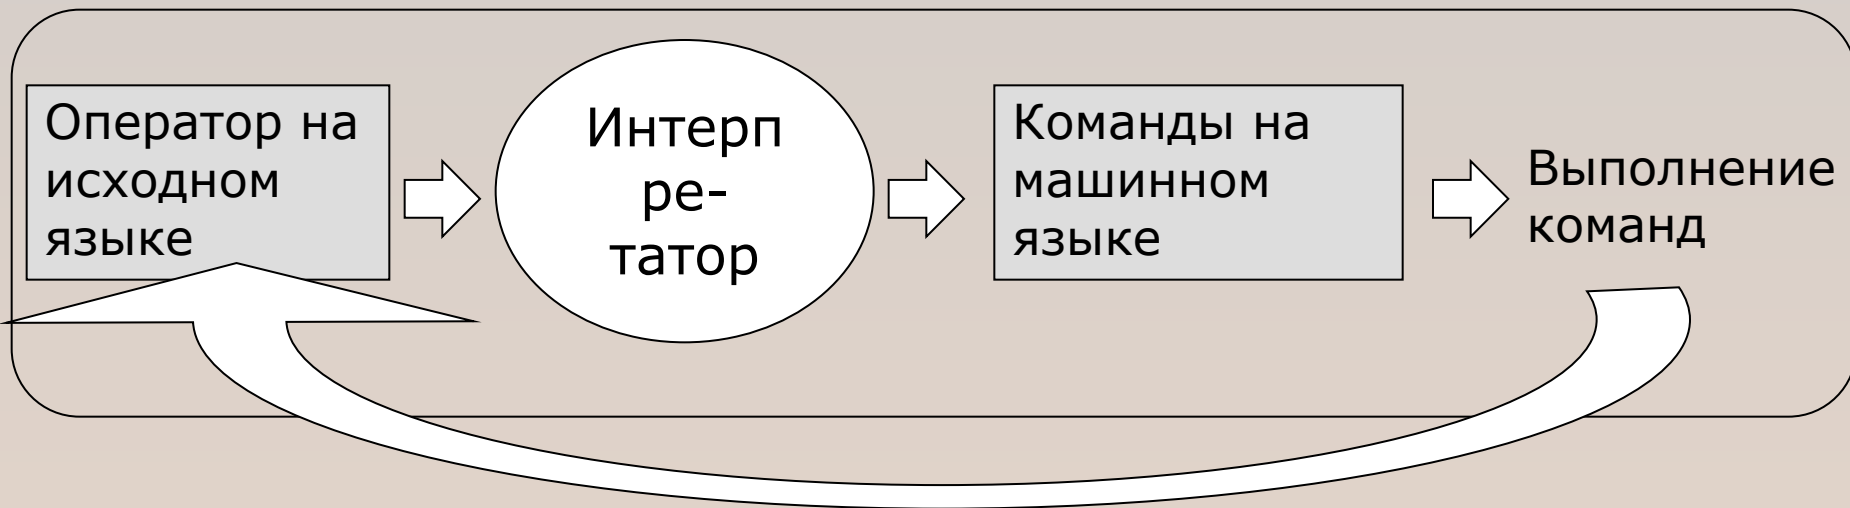 Оператор на
исходном
языке
Интерп
ре-
татор
Команды на
машинном
языке
Выполнение
команд